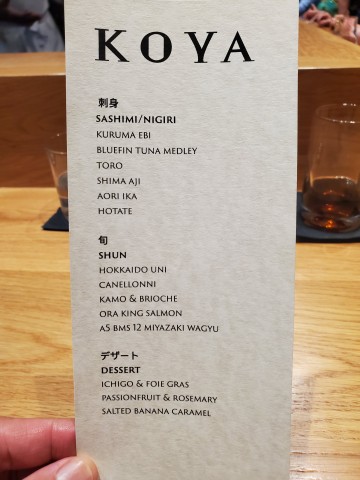 KOYA
刺身
SASHIMI/NIGIRI
KURUMA EBI
BLUEFIN TUNA MEDLEY
TORO
SHIMA AJI
AORI IKA
HOTATE
旬
SHUN
HOKKAIDO UNI
CANELLONNI
KAMO & BRIOCHE
ORA KING SALMON
A5 BMS 12 MIYAZAKI WAGYU
デザート
DESSERT
ICHIGO & FOIE GRAS
PASSIONFRUIT & ROSEMARY
SALTED BANANA CARAMEL